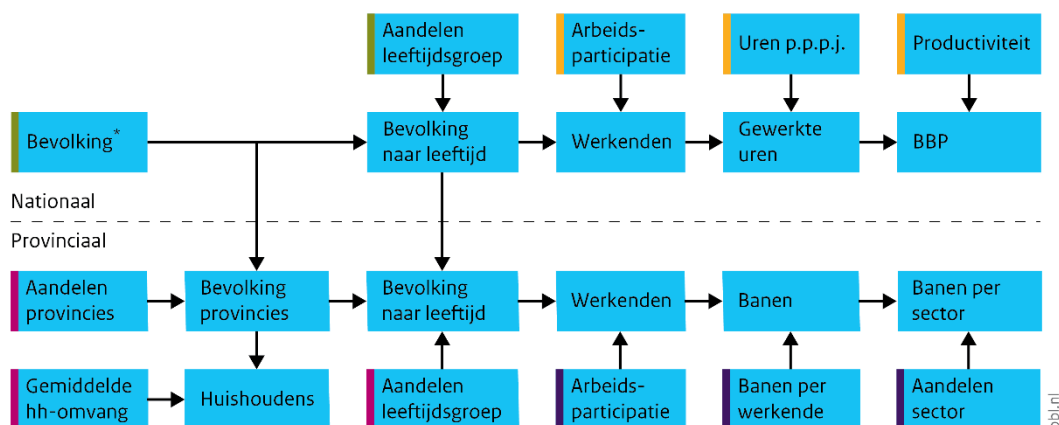 Aandelen
leeftijdsgroep
Arbeids-
participatie
Uren p.p.p.j.
Productiviteit
Bevolking*
Bevolking
naar leeftijd
Werkenden
Gewerkte
uren
BBP
Nationaal
Provinciaal
Aandelen
provincies
Bevolking
provincies
Bevolking
naar leeftijd
Werkenden
Banen
Banen per
sector
Gemiddelde
hh-omvang
Huishoudens
Aandelen
leeftijdsgroep
Arbeids-
participatie
Banen per
werkende
Aandelen
sector
pbl.nl